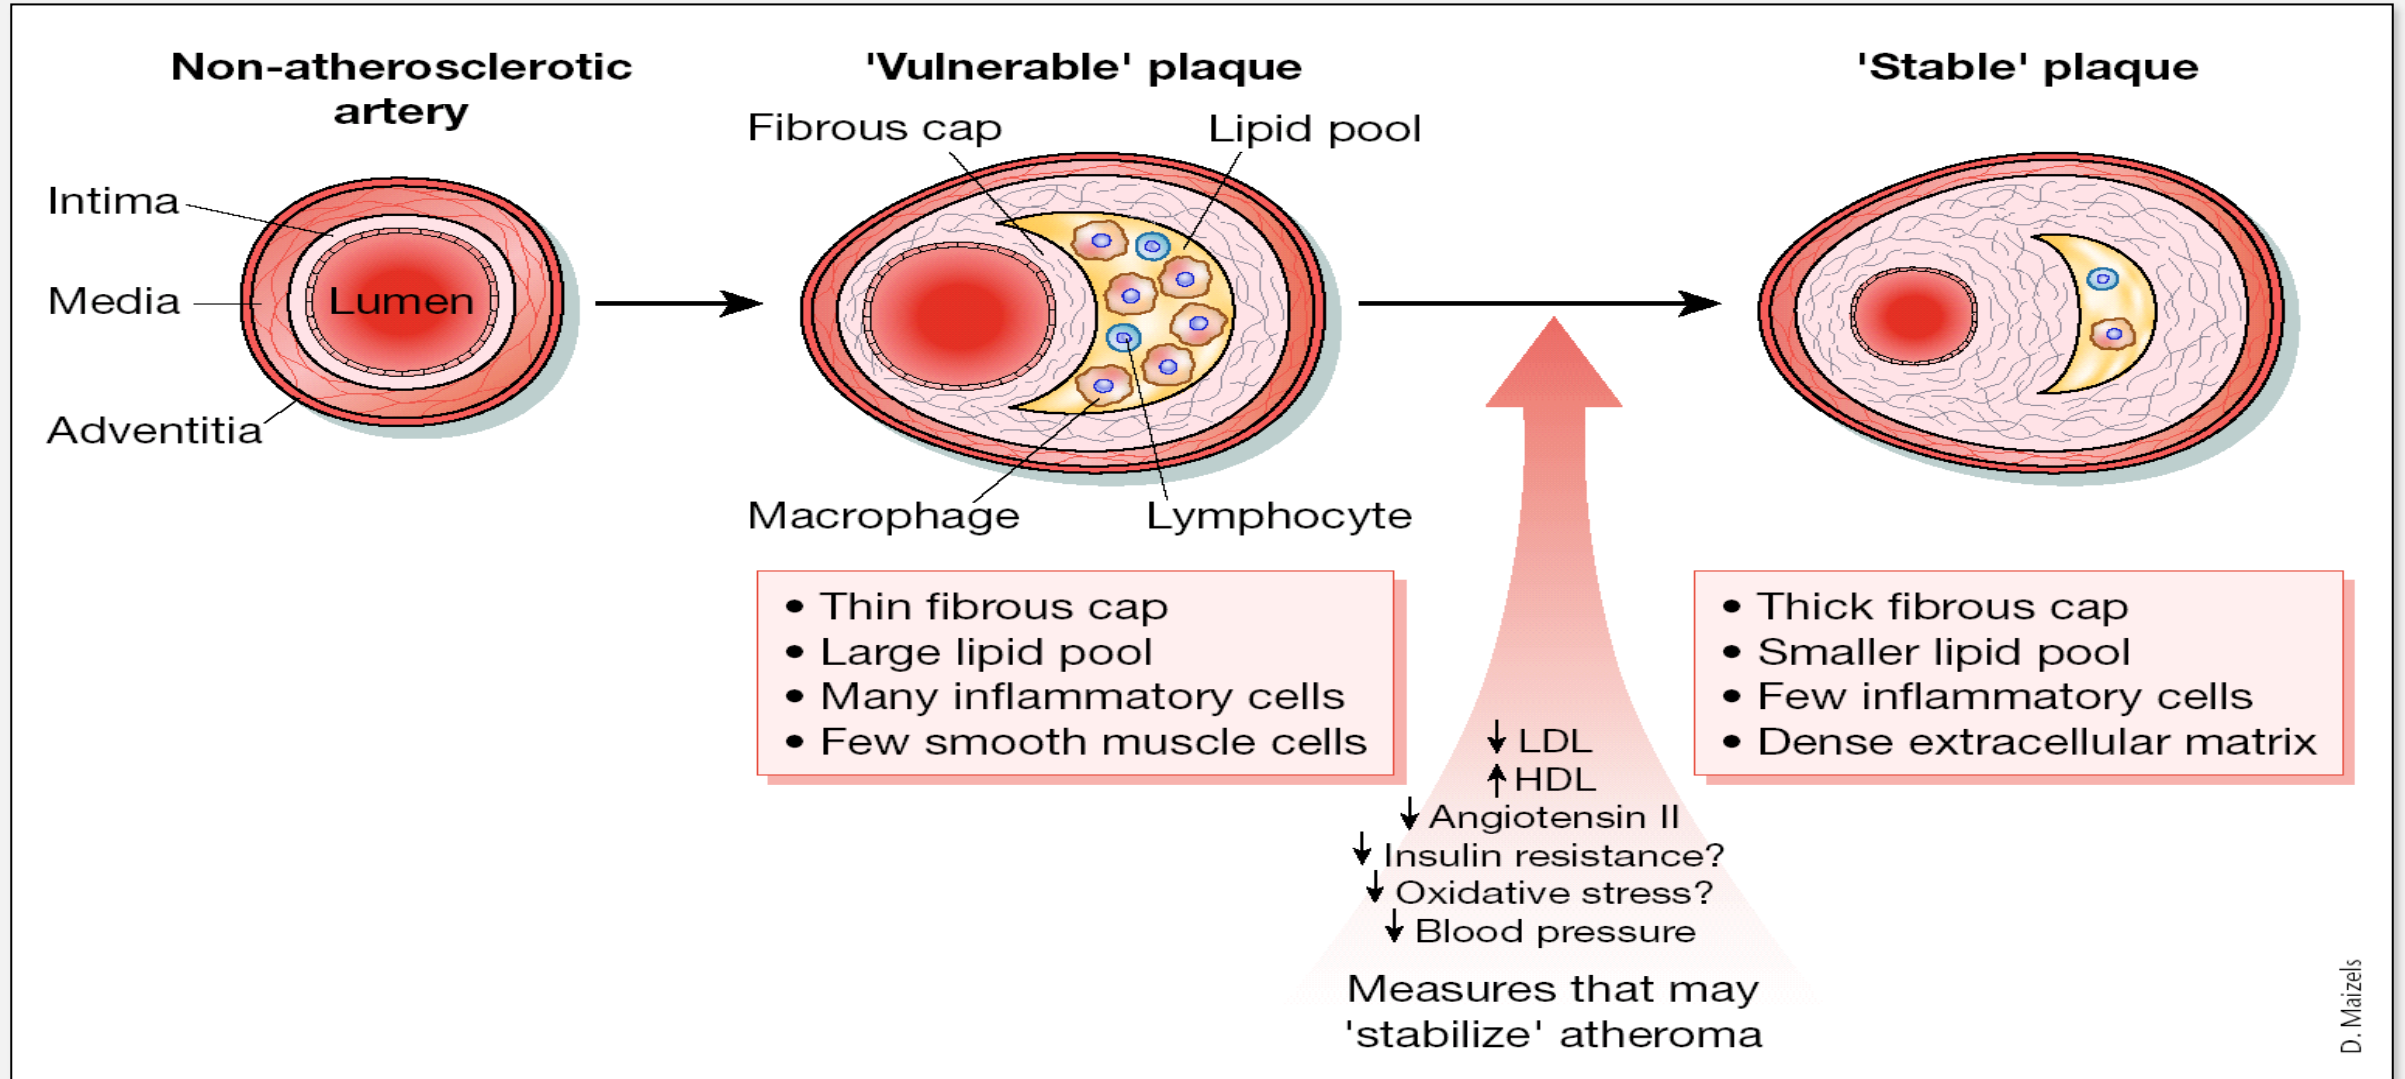 Non-atherosclerotic
artery
Intima
Media
Lumen
Adventitia
'Vulnerable' plaque
Fibrous cap
Lipid pool
Macrophage
Lymphocyte
• Thin fibrous cap
• Large lipid pool
• Many inflammatory cells
• Few smooth muscle cells
↓ LDL
↑ HDL
↓ Angiotensin II
↓ Insulin resistance?
↓ Oxidative stress?
↓ Blood pressure
Measures that may
'stabilize' atheroma
'Stable' plaque
• Thick fibrous cap
• Smaller lipid pool
• Few inflammatory cells
• Dense extracellular matrix
D. Maizels